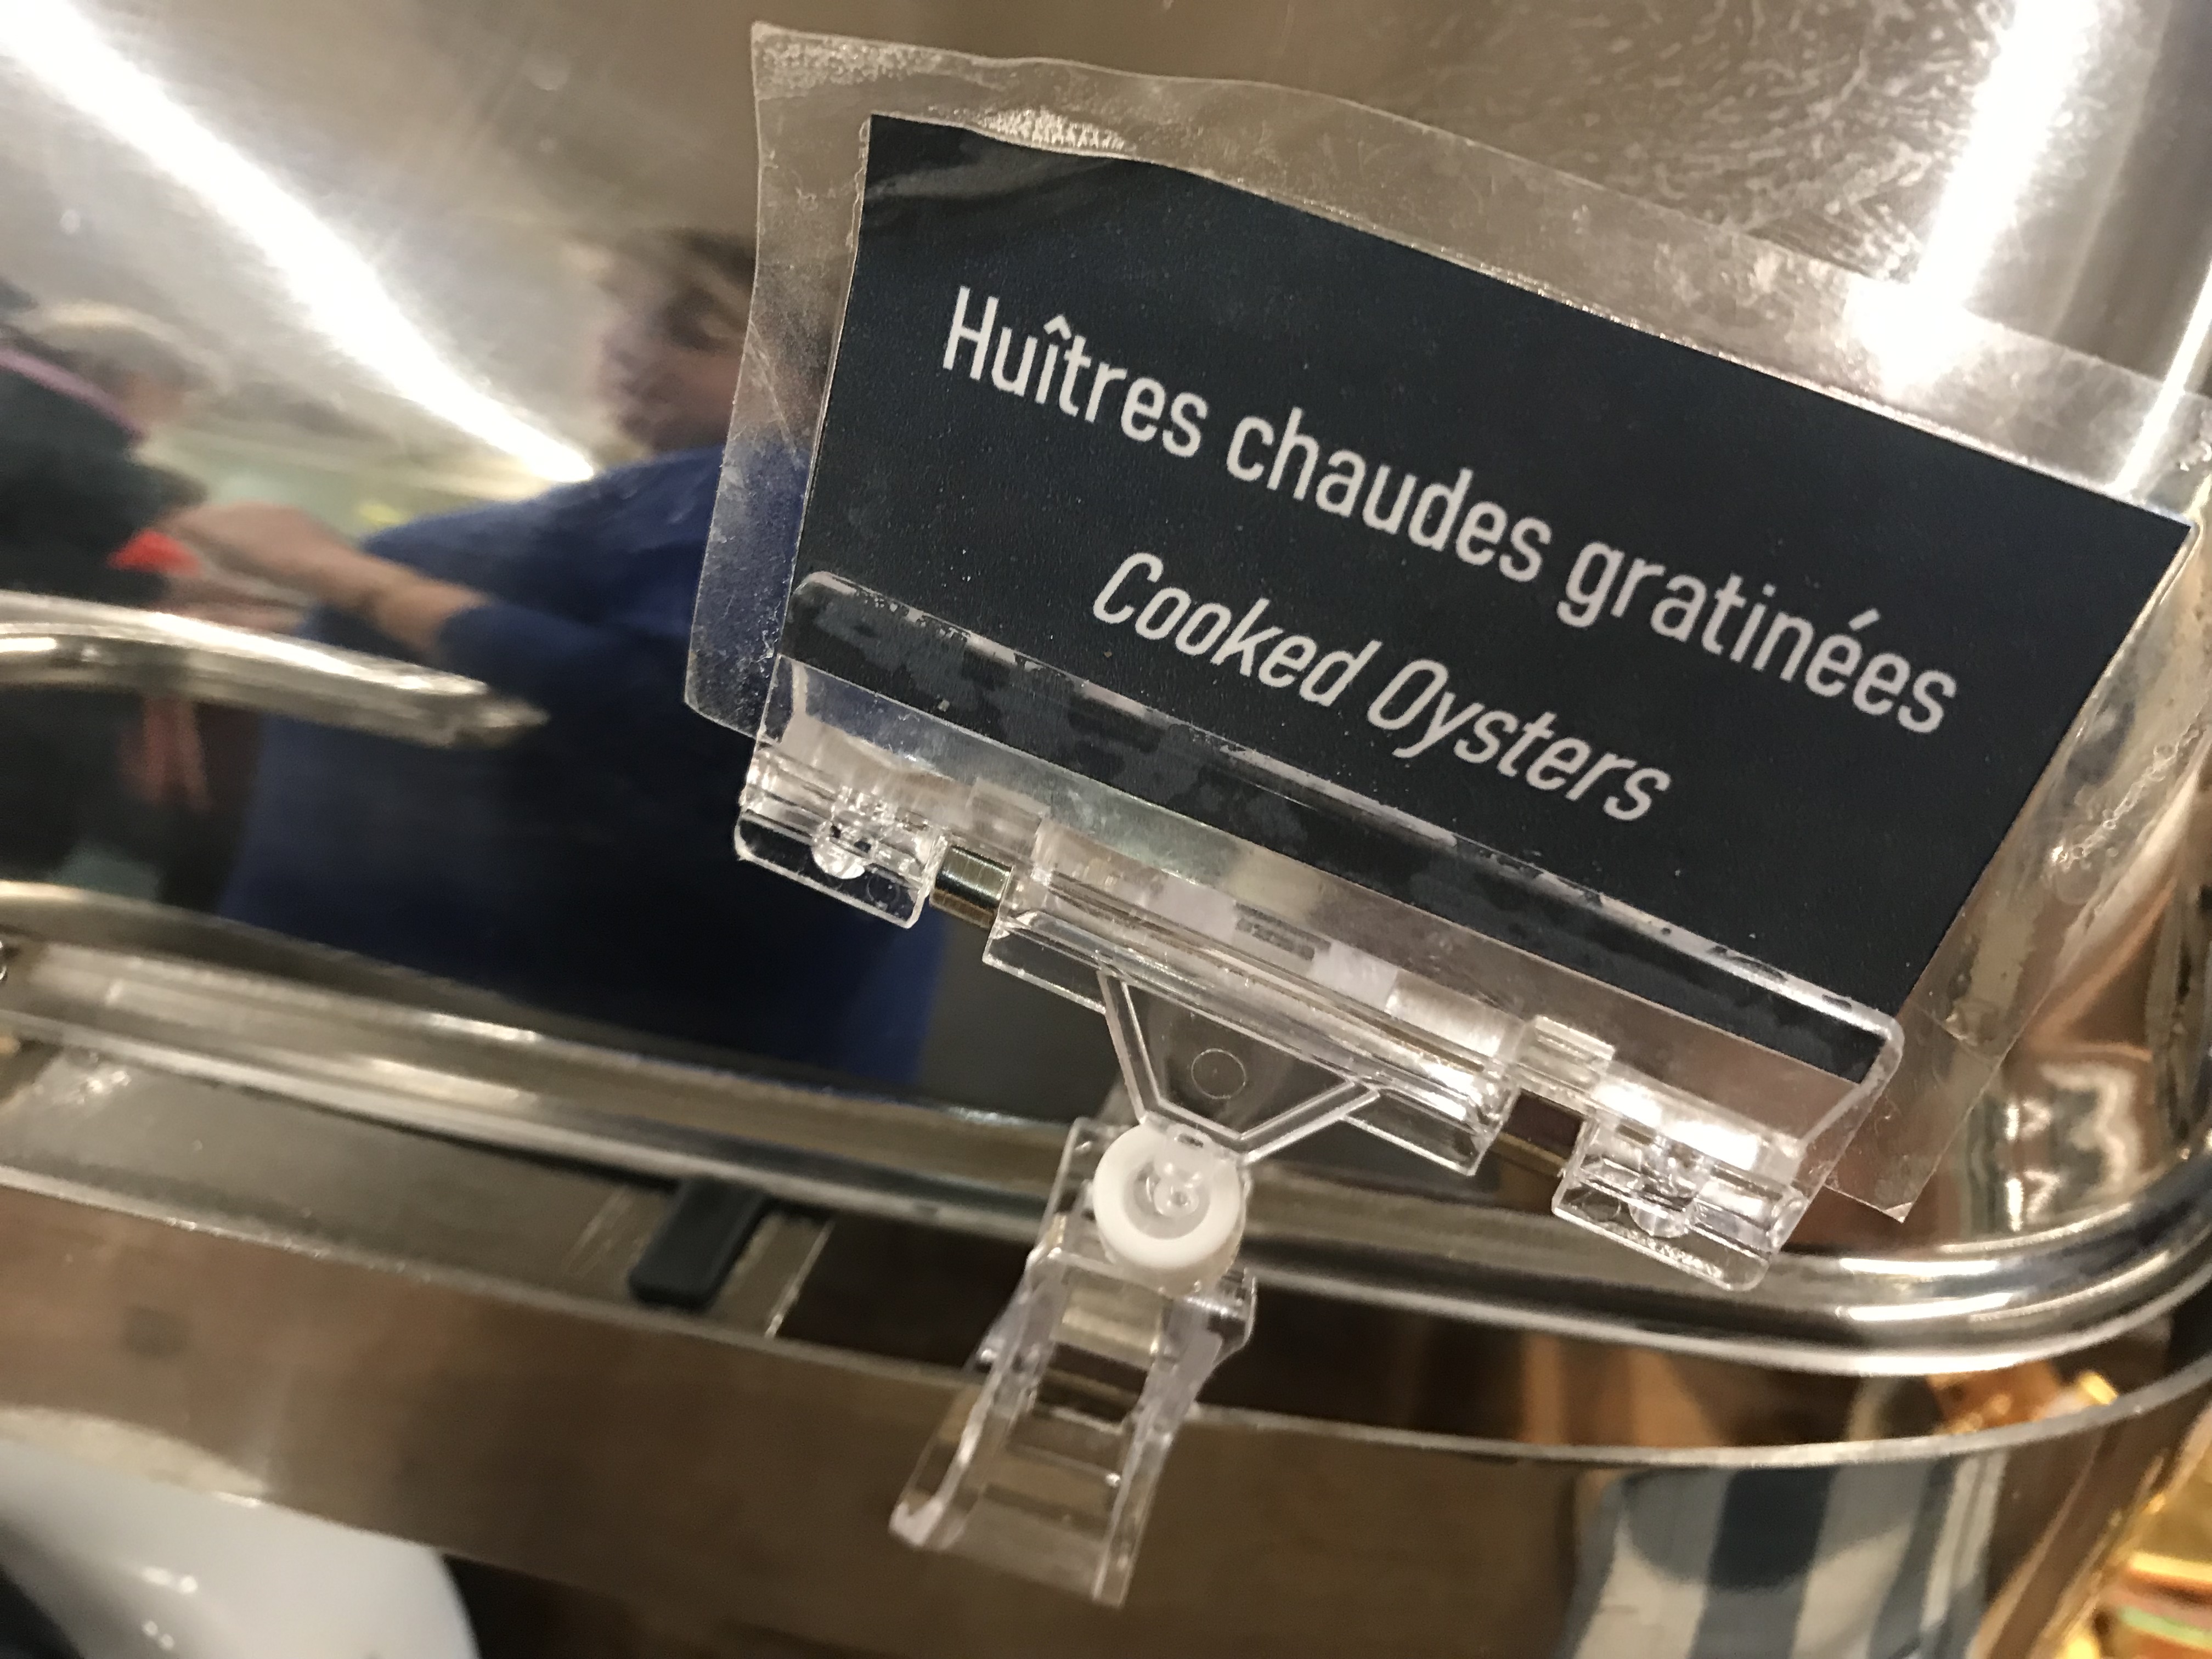 Huîtres chaudes gratinées
Cooked Oysters